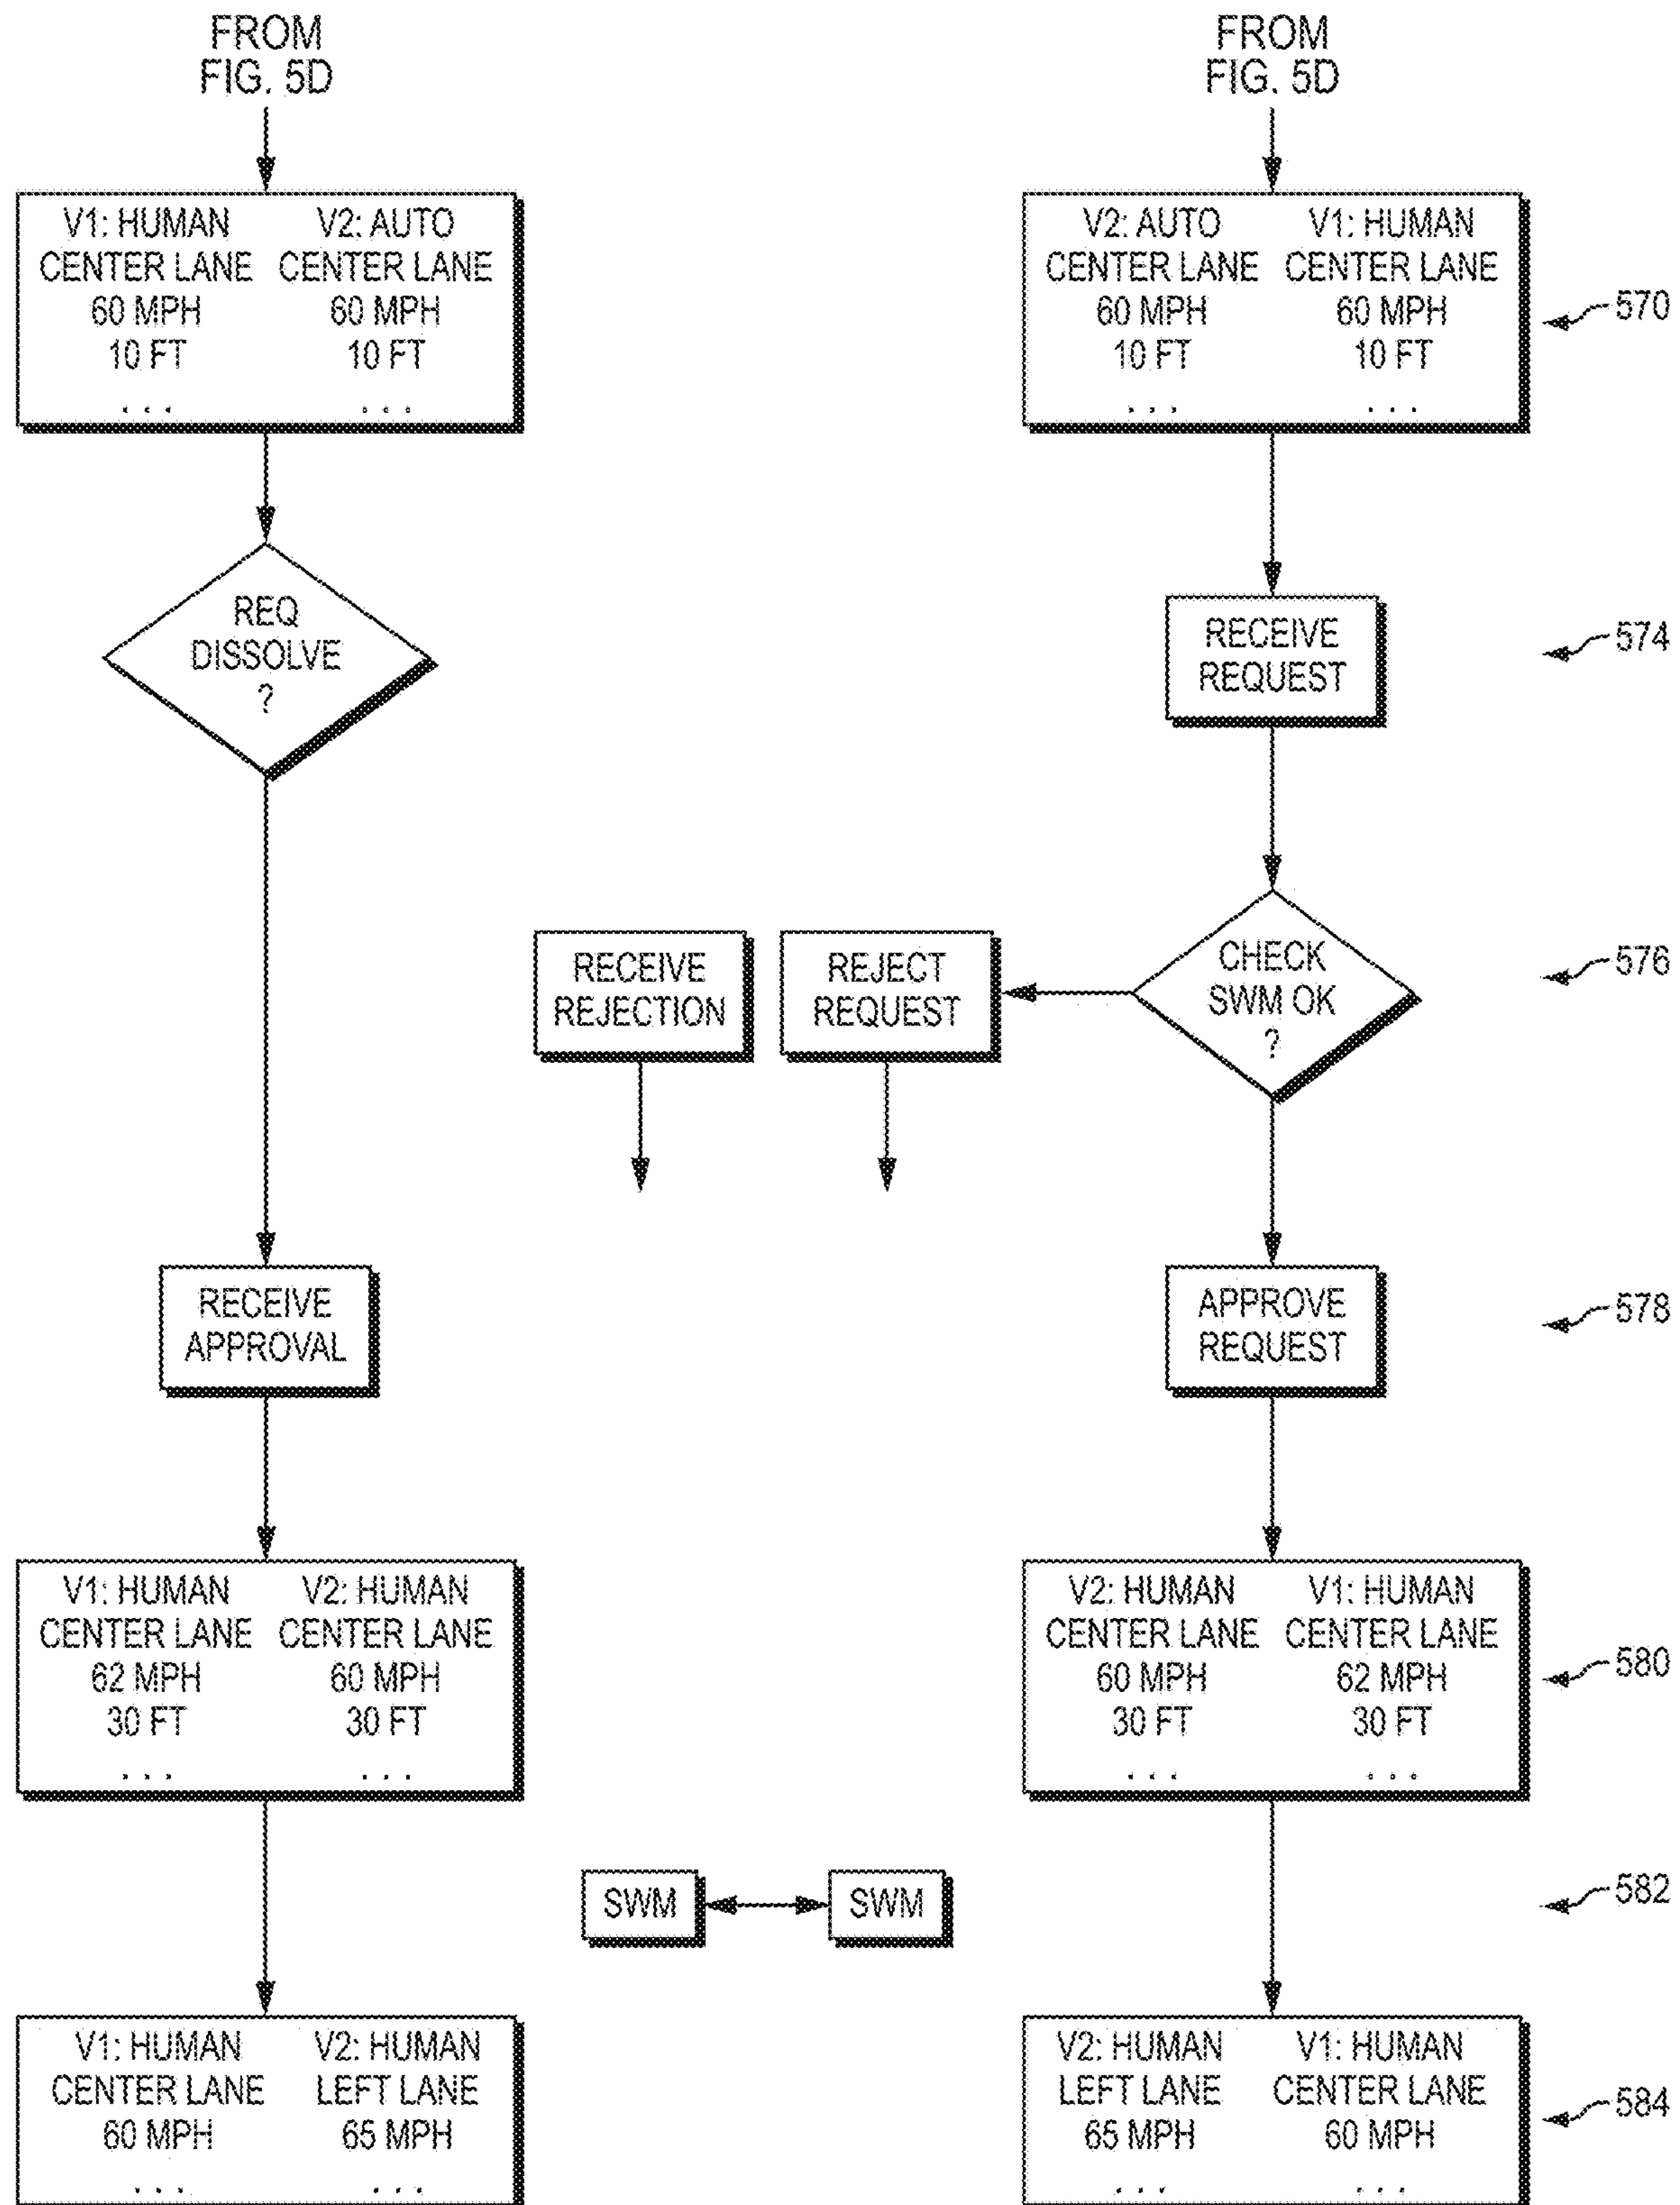 FROM
FIG. 5D
FROM
FIG. 5D
V1: HUMAN V2: AUTO
CENTER LANE CENTER LANE
60 MPH 60 MPH
10 FT 10 FT
. . . . . .
V2: AUTO V1: HUMAN
CENTER LANE CENTER LANE
60 MPH 60 MPH
10 FT 10 FT
. . . . . .
570
REQ
DISSOLVE
?
RECEIVE
REQUEST
574
RECEIVE
REJECTION
REJECT
REQUEST
CHECK
SWM OK
?
576
RECEIVE
APPROVAL
APPROVE
REQUEST
578
V1: HUMAN V2: HUMAN
CENTER LANE CENTER LANE
62 MPH 60 MPH
30 FT 30 FT
. . . . . .
V2: HUMAN V1: HUMAN
CENTER LANE CENTER LANE
60 MPH 62 MPH
30 FT 30 FT
. . . . . .
580
SWM
SWM
582
V1: HUMAN V2: HUMAN
CENTER LANE LEFT LANE
60 MPH 65 MPH
. . . . . .
V2: HUMAN V1: HUMAN
LEFT LANE CENTER LANE
65 MPH 60 MPH
. . . . . .
584